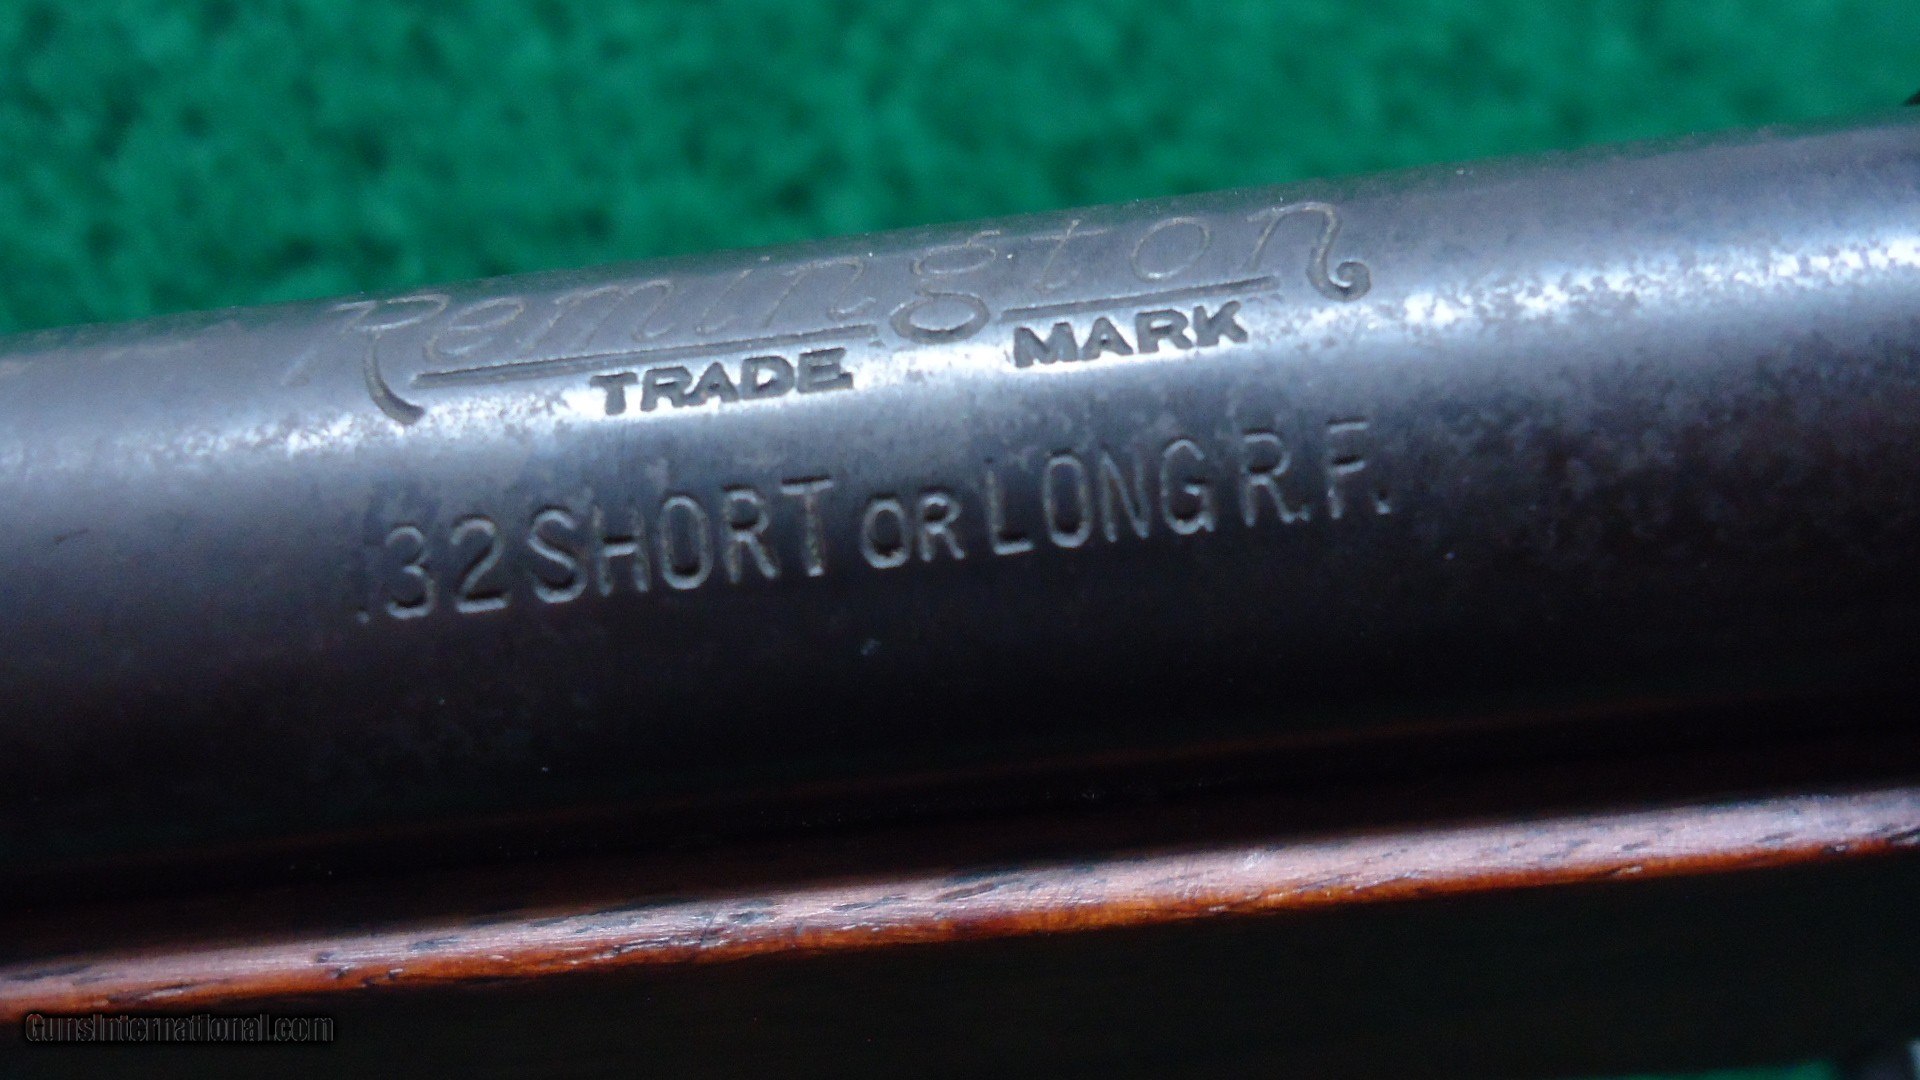 Remington
TRADE MARK
.32 SHORT OR LONG R.F.
GunsInternational.com